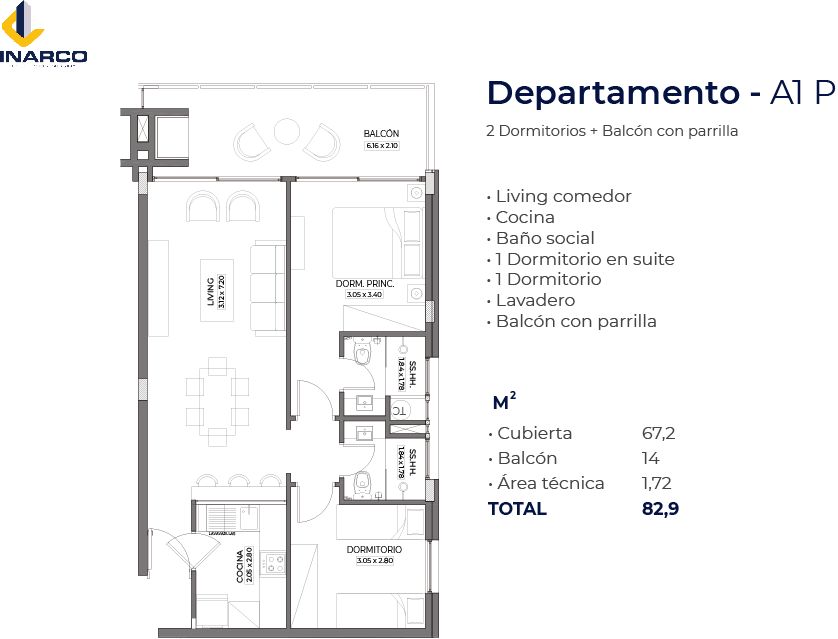 INARCO
Departamento - A1 P
2 Dormitorios + Balcón con parrilla
• Living comedor
• Cocina
• Baño social
• 1 Dormitorio en suite
• 1 Dormitorio
• Lavadero
• Balcón con parrilla
M²
• Cubierta 67,2
• Balcón 14
• Área técnica 1,72
TOTAL 82,9
BALCÓN
6.16 x 2.10
LIVING
3.12 x 7.20
DORM. PRINC.
3.05 x 3.40
SS.HH.
1.84 x 1.78
TC
SS.HH.
1.84 x 1.78
COCINA
2.05 x 2.80
DORMITORIO
3.05 x 2.80